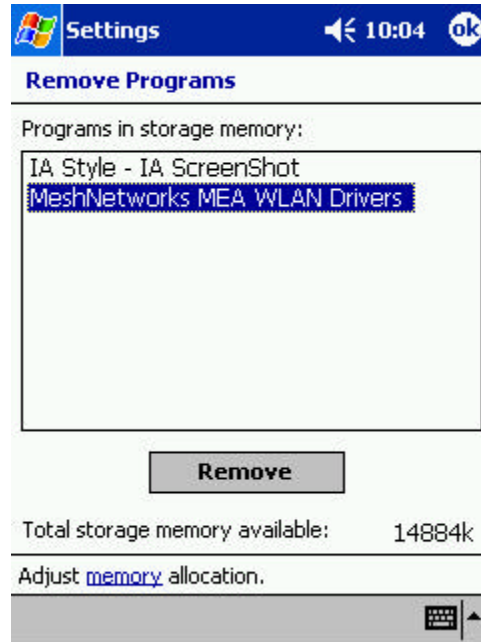 Settings 10:04 ok
Remove Programs
Programs in storage memory:
IA Style - IA ScreenShot
MeshNetworks MEA WLAN Drivers
Remove
Total storage memory available: 14884k
Adjust memory allocation.